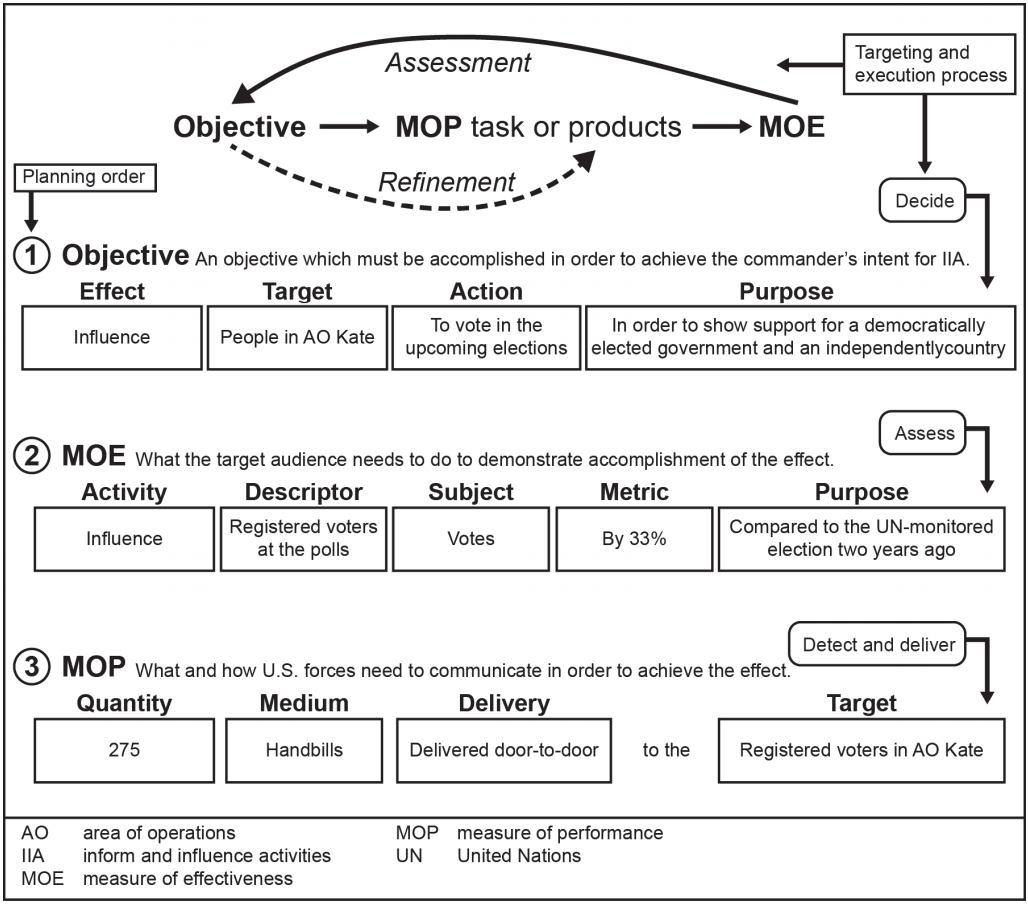 Assessment
Targeting and
execution process
Objective MOP task or products MOE
Refinement
Planning order
Decide
1 Objective An objective which must be accomplished in order to achieve the commander's intent for IIA.
Effect Target Action Purpose
Influence People in AO Kate To vote in the
upcoming elections In order to show support for a democratically
elected government and an independentlycountry
Assess
2 MOE What the target audience needs to do to demonstrate accomplishment of the effect.
Activity Descriptor Subject Metric Purpose
Influence Registered voters
at the polls Votes By 33% Compared to the UN-monitored
election two years ago
Detect and deliver
3 MOP What and how U.S. forces need to communicate in order to achieve the effect.
Quantity Medium Delivery Target
275 Handbills Delivered door-to-door to the Registered voters in AO Kate
AO area of operations MOP measure of performance
IIA inform and influence activities UN United Nations
MOE measure of effectiveness